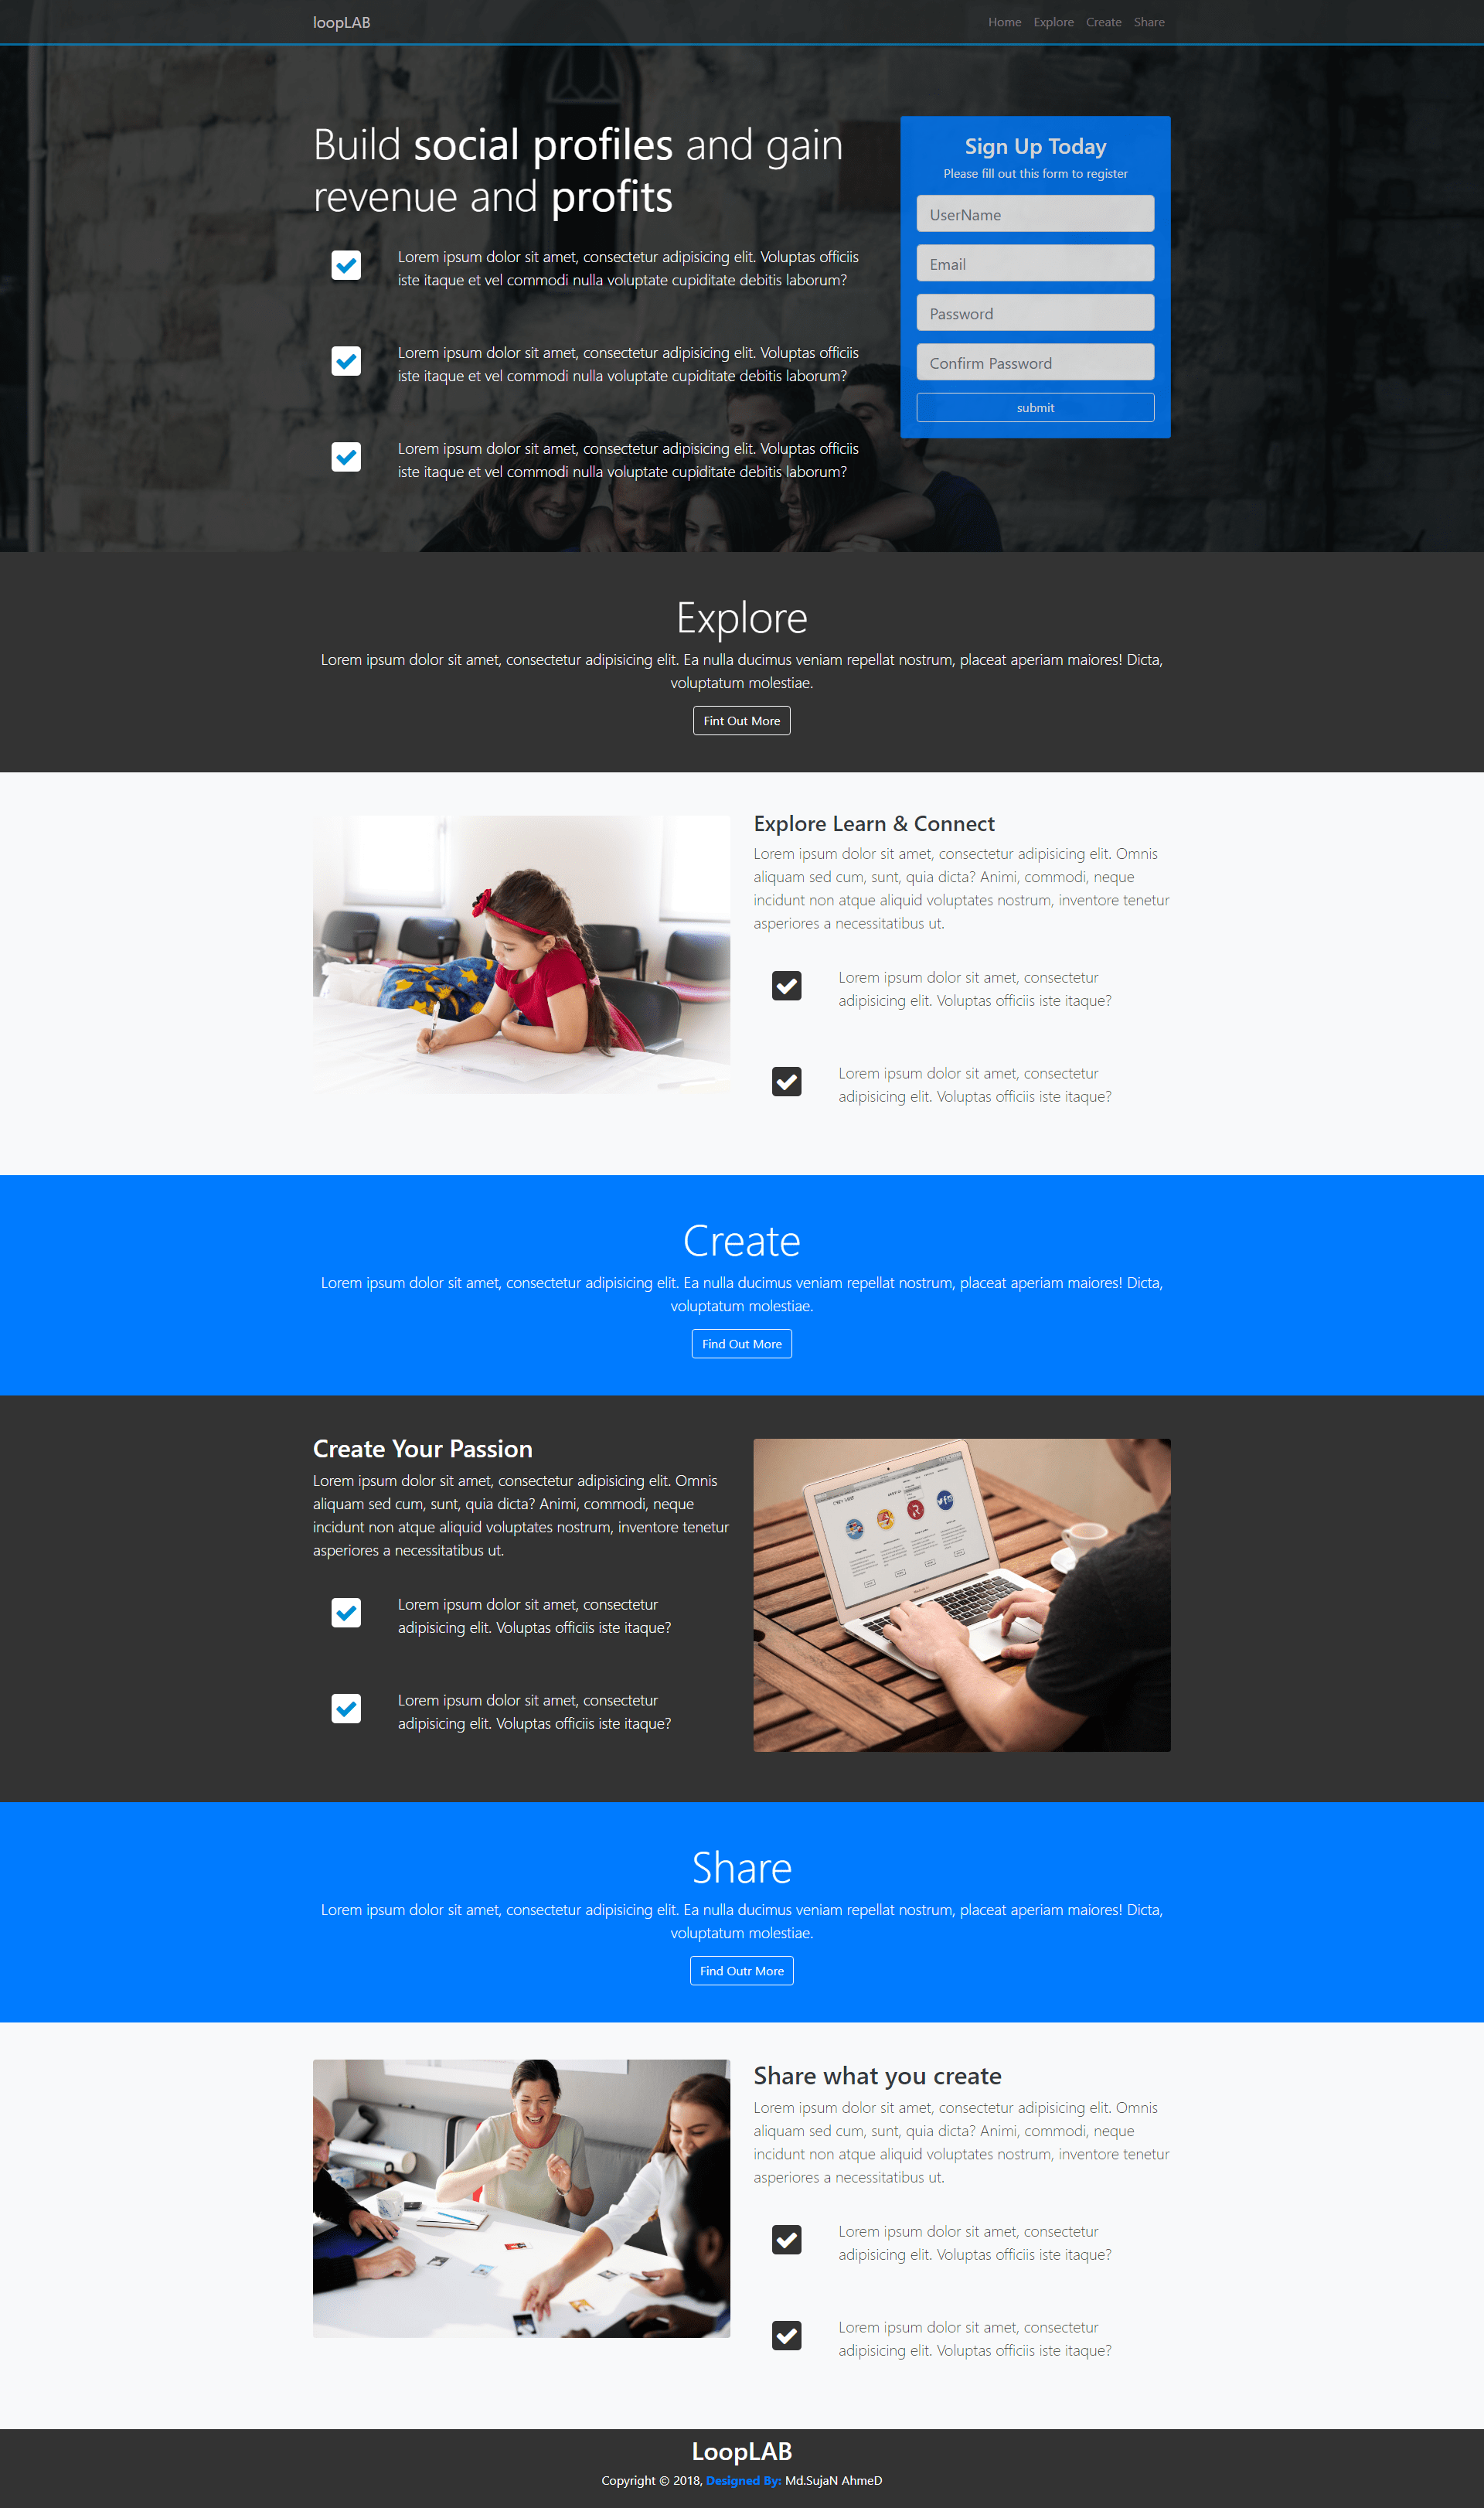 loopLAB
Home Explore Create Share
Build social profiles and gain
revenue and profits
Lorem ipsum dolor sit amet, consectetur adipisicing elit. Voluptas officiis
iste itaque et vel commodi nulla voluptate cupiditate debitis laborum?
Lorem ipsum dolor sit amet, consectetur adipisicing elit. Voluptas officiis
iste itaque et vel commodi nulla voluptate cupiditate debitis laborum?
Lorem ipsum dolor sit amet, consectetur adipisicing elit. Voluptas officiis
iste itaque et vel commodi nulla voluptate cupiditate debitis laborum?
Sign Up Today
Please fill out this form to register
UserName
Email
Password
Confirm Password
submit
Explore
Lorem ipsum dolor sit amet, consectetur adipisicing elit. Ea nulla ducimus veniam repellat nostrum, placeat aperiam maiores! Dicta,
voluptatum molestiae.
Fint Out More
Explore Learn & Connect
Lorem ipsum dolor sit amet, consectetur adipisicing elit. Omnis
aliquam sed cum, sunt, quia dicta? Animi, commodi, neque
incidunt non atque aliquid voluptates nostrum, inventore tenetur
asperiores a necessitatibus ut.
Lorem ipsum dolor sit amet, consectetur
adipisicing elit. Voluptas officiis iste itaque?
Lorem ipsum dolor sit amet, consectetur
adipisicing elit. Voluptas officiis iste itaque?
Create
Lorem ipsum dolor sit amet, consectetur adipisicing elit. Ea nulla ducimus veniam repellat nostrum, placeat aperiam maiores! Dicta,
voluptatum molestiae.
Find Out More
Create Your Passion
Lorem ipsum dolor sit amet, consectetur adipisicing elit. Omnis
aliquam sed cum, sunt, quia dicta? Animi, commodi, neque
incidunt non atque aliquid voluptates nostrum, inventore tenetur
asperiores a necessitatibus ut.
Lorem ipsum dolor sit amet, consectetur
adipisicing elit. Voluptas officiis iste itaque?
Lorem ipsum dolor sit amet, consectetur
adipisicing elit. Voluptas officiis iste itaque?
Share
Lorem ipsum dolor sit amet, consectetur adipisicing elit. Ea nulla ducimus veniam repellat nostrum, placeat aperiam maiores! Dicta,
voluptatum molestiae.
Find Outr More
Share what you create
Lorem ipsum dolor sit amet, consectetur adipisicing elit. Omnis
aliquam sed cum, sunt, quia dicta? Animi, commodi, neque
incidunt non atque aliquid voluptates nostrum, inventore tenetur
asperiores a necessitatibus ut.
Lorem ipsum dolor sit amet, consectetur
adipisicing elit. Voluptas officiis iste itaque?
Lorem ipsum dolor sit amet, consectetur
adipisicing elit. Voluptas officiis iste itaque?
LoopLAB
Copyright © 2018, Designed By: Md.SujaN AhmeD